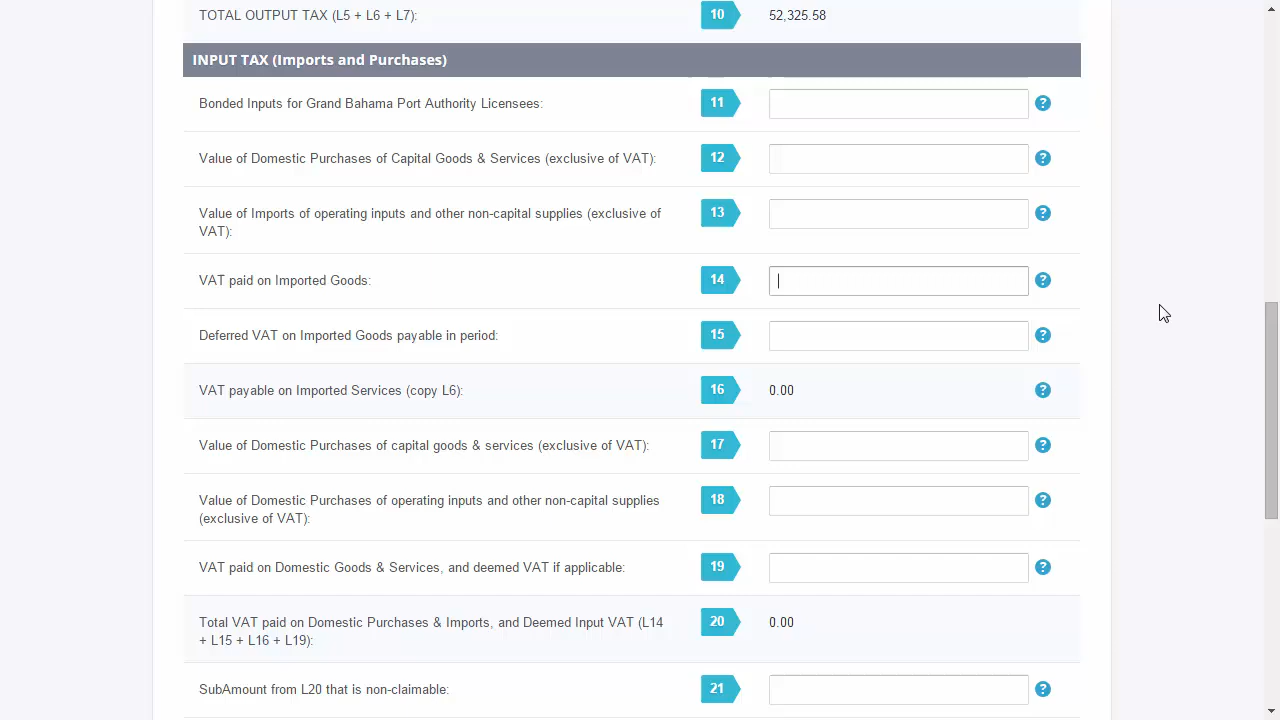 TOTAL OUTPUT TAX (L5 + L6 + L7): 10 52,325.58
INPUT TAX (Imports and Purchases)
Bonded Inputs for Grand Bahama Port Authority Licensees: 11 ?
Value of Domestic Purchases of Capital Goods & Services (exclusive of VAT): 12 ?
Value of Imports of operating inputs and other non-capital supplies (exclusive of 13 ?
VAT):
VAT paid on Imported Goods: 14 ?
Deferred VAT on Imported Goods payable in period: 15 ?
VAT payable on Imported Services (copy L6): 16 0.00 ?
Value of Domestic Purchases of capital goods & services (exclusive of VAT): 17 ?
Value of Domestic Purchases of operating inputs and other non-capital supplies 18 ?
(exclusive of VAT):
VAT paid on Domestic Goods & Services, and deemed VAT if applicable: 19 ?
Total VAT paid on Domestic Purchases & Imports, and Deemed Input VAT (L14 20 0.00
+ L15 + L16 + L19):
SubAmount from L20 that is non-claimable: 21 ?